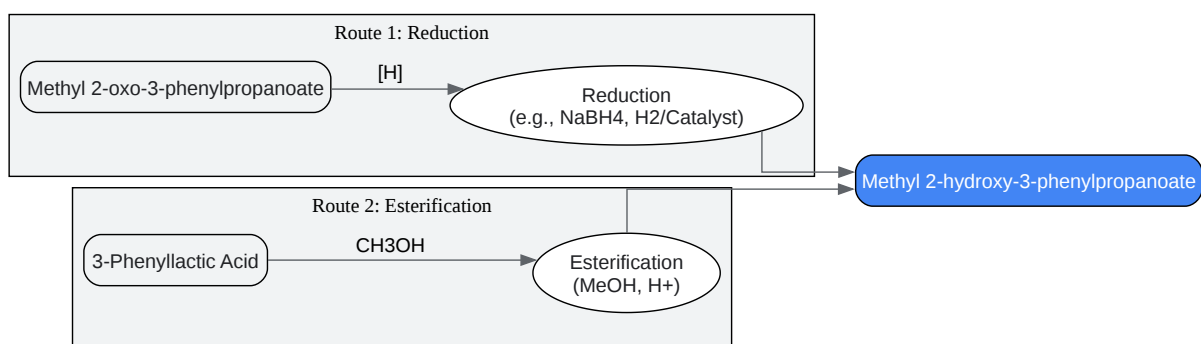 Route 1: Reduction
Methyl 2-oxo-3-phenylpropanoate
[H]
Reduction
(e.g., NaBH4, H2/Catalyst)
Methyl 2-hydroxy-3-phenylpropanoate
Route 2: Esterification
3-Phenyllactic Acid
CH3OH
Esterification
(MeOH, H+)